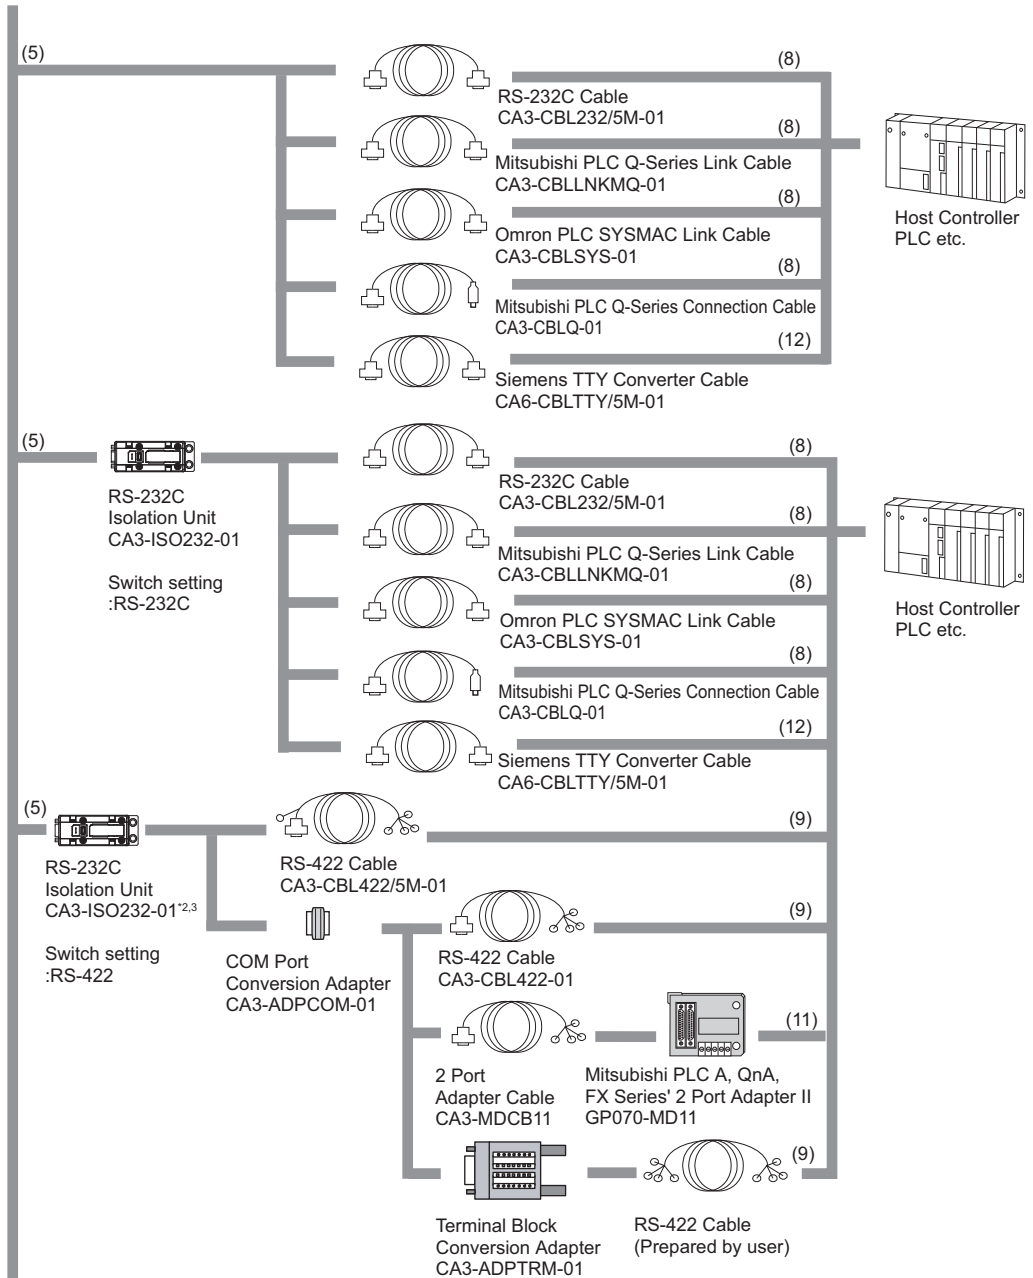 (5)
(8)
RS-232C Cable
CA3-CBL232/5M-01
(8)
Mitsubishi PLC Q-Series Link Cable
CA3-CBLLNKMQ-01
(8)
Host Controller
PLC etc.
Omron PLC SYSMAC Link Cable
CA3-CBLSYS-01
(8)
Mitsubishi PLC Q-Series Connection Cable
CA3-CBLQ-01
(12)
Siemens TTY Converter Cable
CA6-CBLTTY/5M-01
(5)
RS-232C
Isolation Unit
CA3-ISO232-01
Switch setting
:RS-232C
(8)
RS-232C Cable
CA3-CBL232/5M-01
(8)
Mitsubishi PLC Q-Series Link Cable
CA3-CBLLNKMQ-01
(8)
Host Controller
PLC etc.
Omron PLC SYSMAC Link Cable
CA3-CBLSYS-01
(8)
Mitsubishi PLC Q-Series Connection Cable
CA3-CBLQ-01
(12)
Siemens TTY Converter Cable
CA6-CBLTTY/5M-01
(5)
RS-232C
Isolation Unit
CA3-ISO232-01*2,3
Switch setting
:RS-422
(9)
RS-422 Cable
CA3-CBL422/5M-01
COM Port
Conversion Adapter
CA3-ADPCOM-01
(9)
RS-422 Cable
CA3-CBL422-01
(11)
2 Port
Adapter Cable
CA3-MDCB11
Mitsubishi PLC A, QnA,
FX Series' 2 Port Adapter II
GP070-MD11
(9)
Terminal Block
Conversion Adapter
CA3-ADPTRM-01
RS-422 Cable
(Prepared by user)